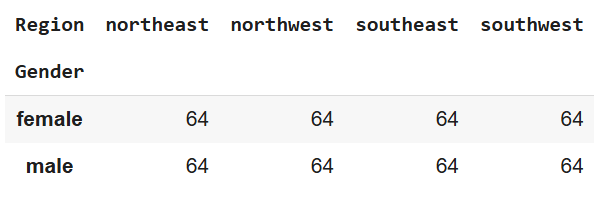 Region northeast northwest southeast southwest
Gender
female 64 64 64 64
male 64 64 64 64